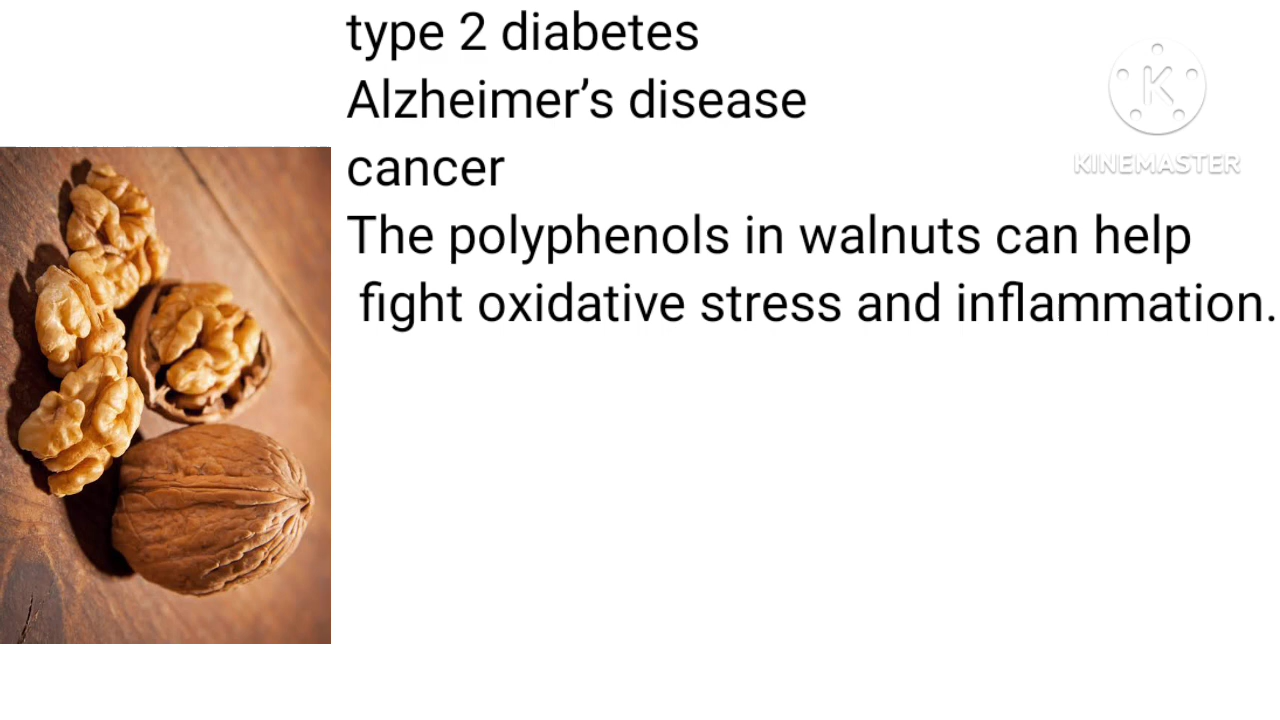 type 2 diabetes
Alzheimer’s disease
cancer
The polyphenols in walnuts can help
fight oxidative stress and inflammation.
K
KINEMASTER